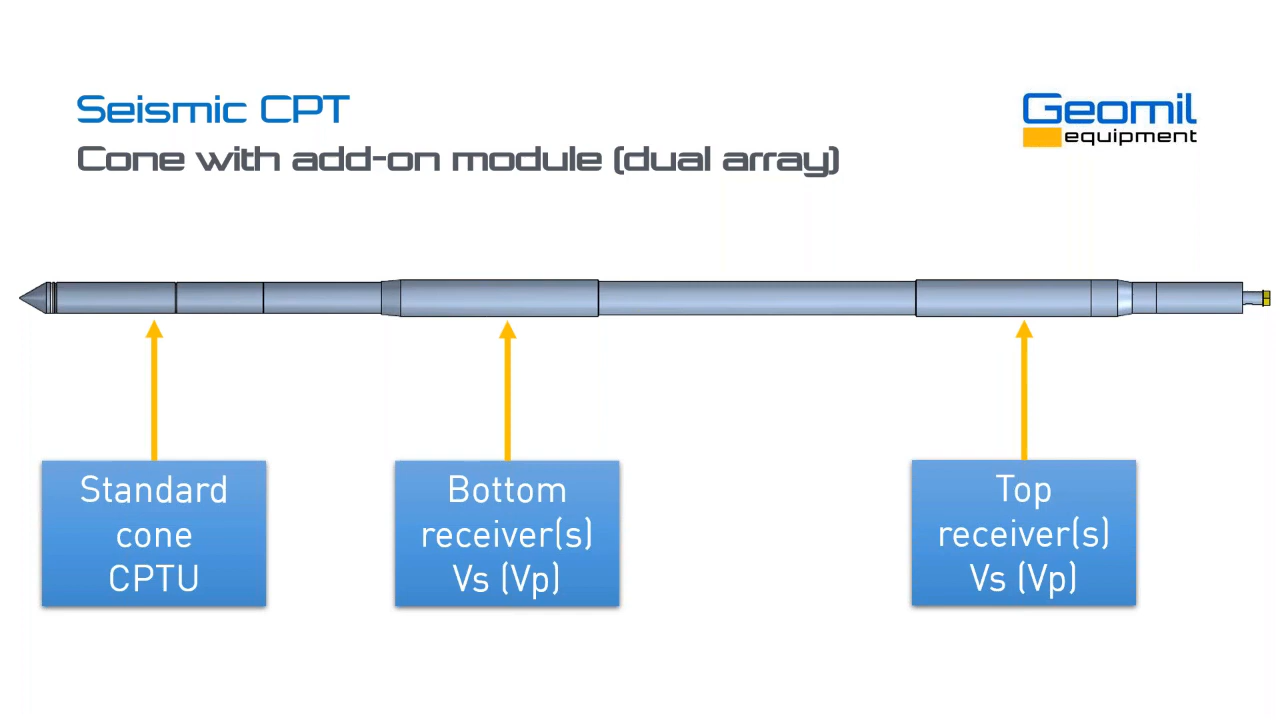 Seismic CPT
Cone with add-on module (dual array)
Geomil
equipment
Standard
cone
CPTU
Bottom
receiver(s)
Vs (Vp)
Top
receiver(s)
Vs (Vp)